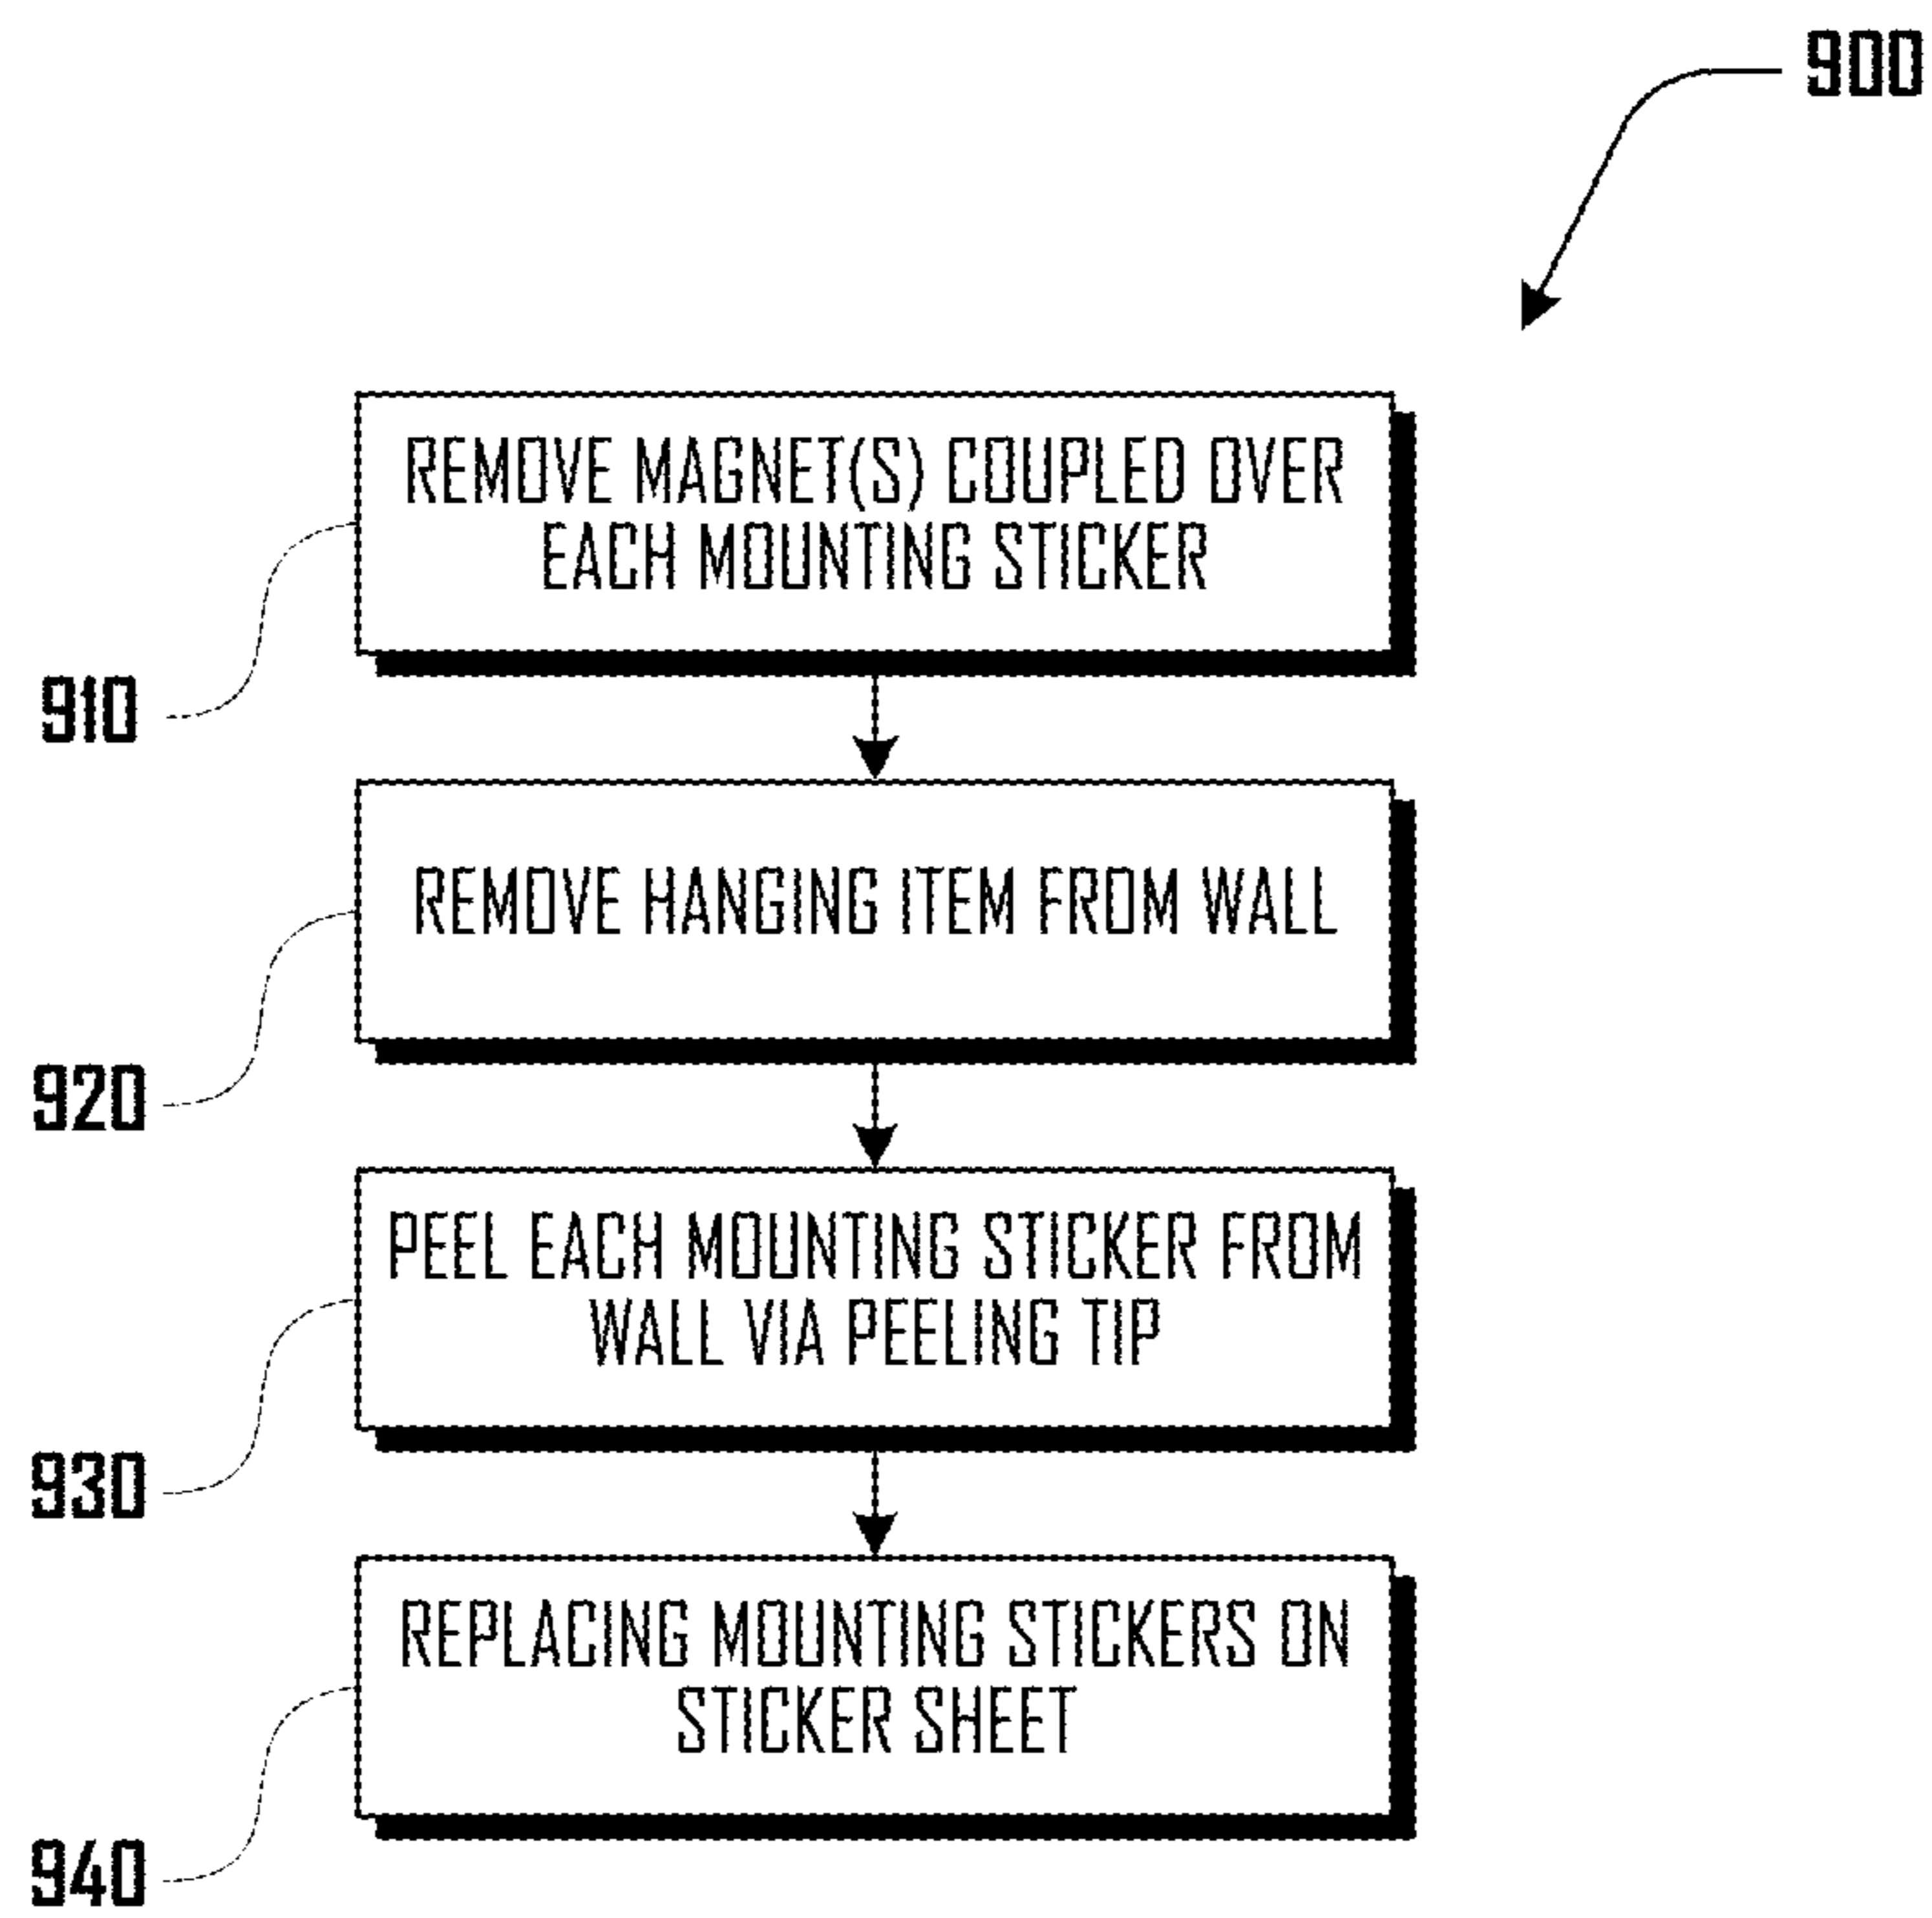 900
REMOVE MAGNET(S) COUPLED OVER
EACH MOUNTING STICKER
910
REMOVE HANGING ITEM FROM WALL
920
PEEL EACH MOUNTING STICKER FROM
WALL VIA PEELING TIP
930
REPLACING MOUNTING STICKERS ON
STICKER SHEET
940